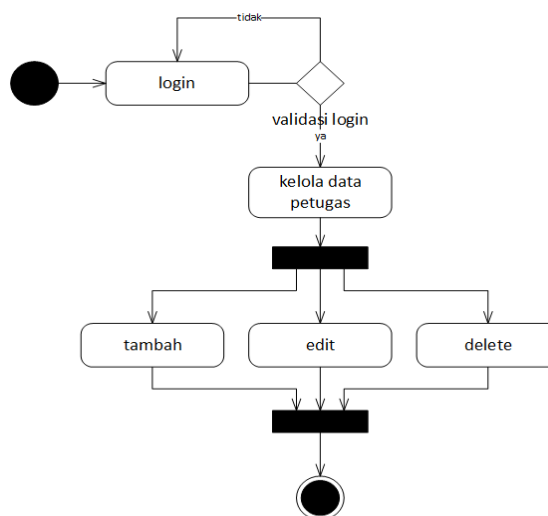 tidak
login
validasi login
ya
kelola data
petugas
tambah
edit
delete